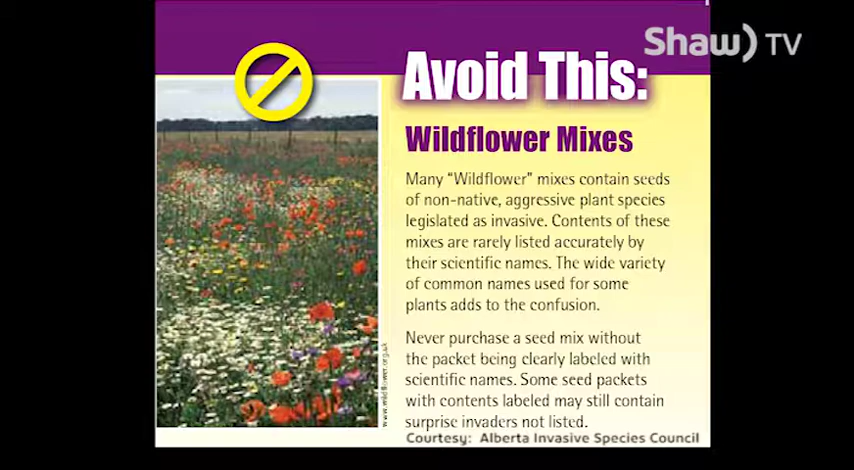 Shaw) TV
Avoid This:
Wildflower Mixes
Many “Wildflower” mixes contain seeds
of non-native, aggressive plant species
legislated as invasive. Contents of these
mixes are rarely listed accurately by
their scientific names. The wide variety
of common names used for some
plants adds to the confusion.
Never purchase a seed mix without
the packet being clearly labeled with
scientific names. Some seed packets
with contents labeled may still contain
surprise invaders not listed.
www.wildflower.org.uk
Courtesy: Alberta Invasive Species Council